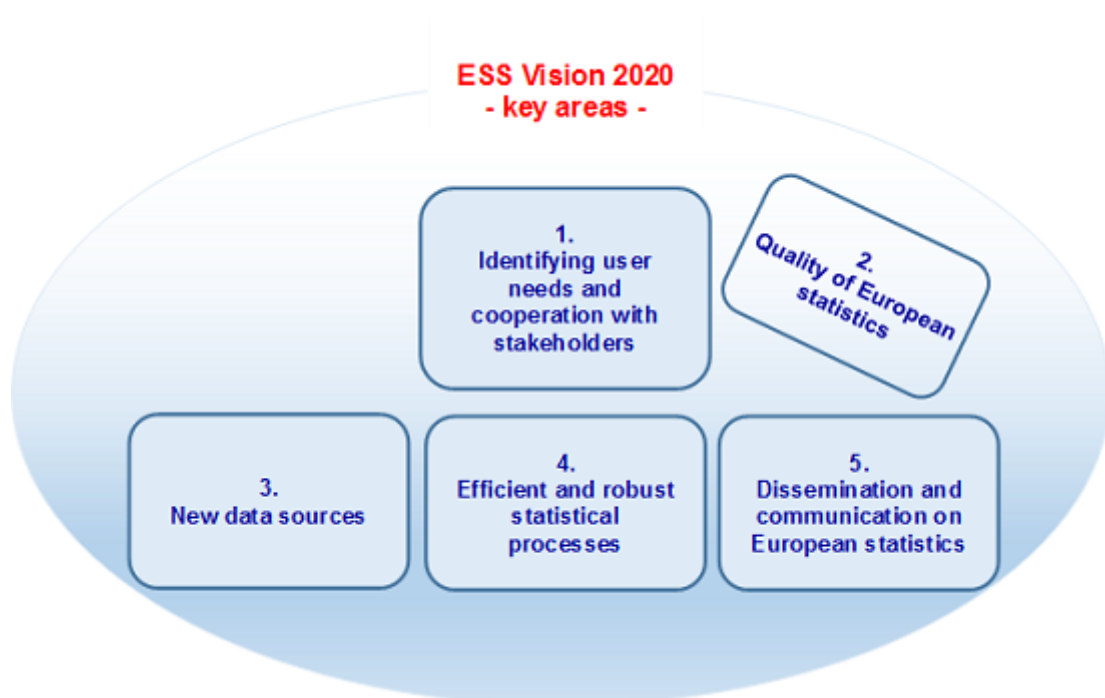 ESS Vision 2020
- key areas -
1.
Identifying user
needs and
cooperation with
stakeholders
2.
Quality of European
statistics
3.
New data sources
4.
Efficient and robust
statistical
processes
5.
Dissemination and
communication on
European statistics